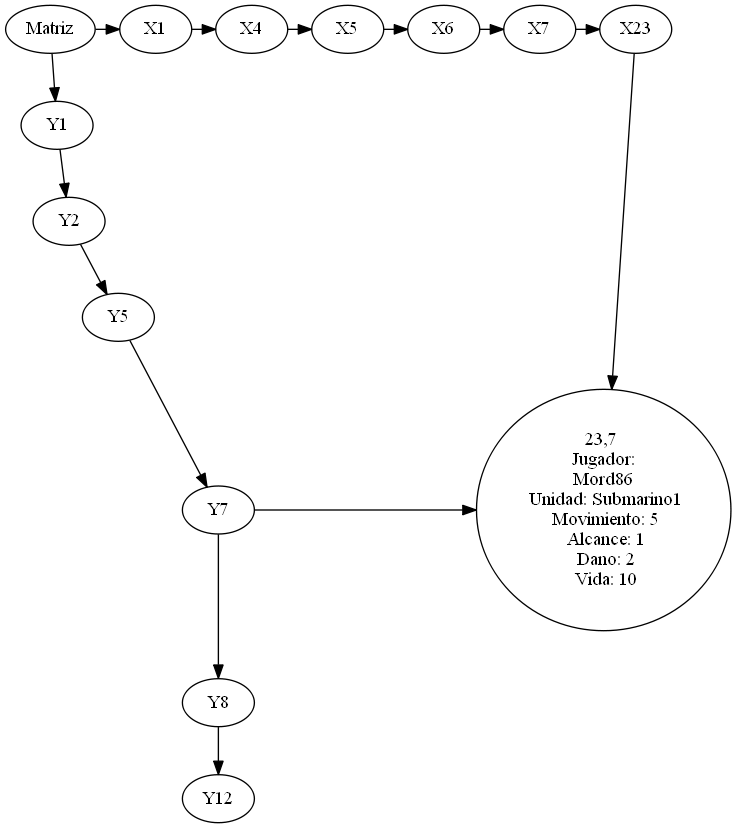 Matriz
X1
X4
X5
X6
X7
X23
Y1
Y2
Y5
Y7
23,7
Jugador:
Mord86
Unidad: Submarino1
Movimiento: 5
Alcance: 1
Dano: 2
Vida: 10
Y8
Y12